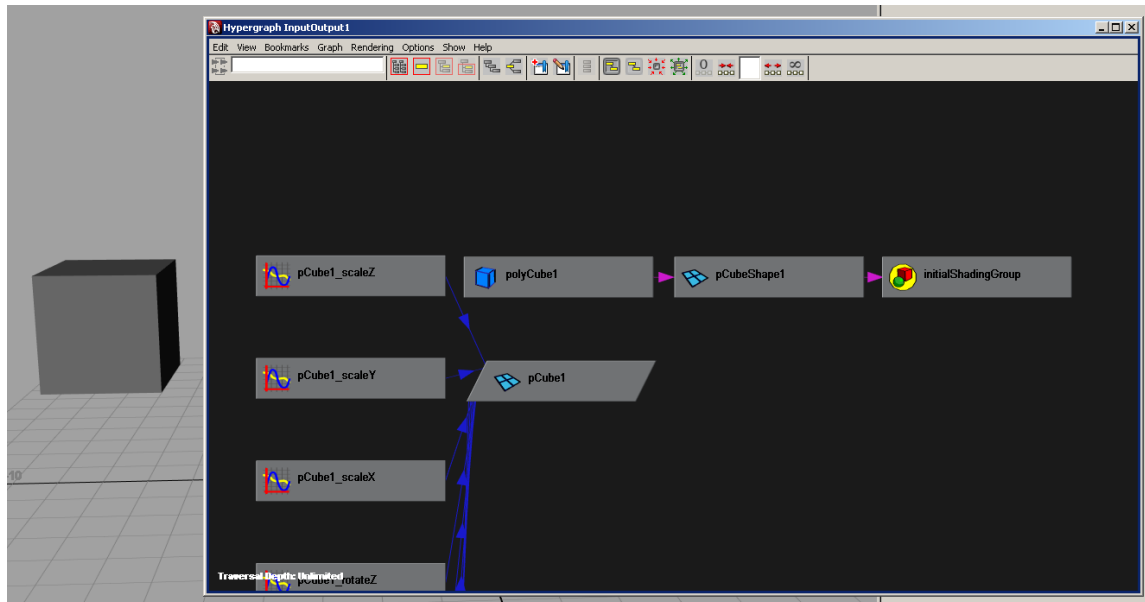 Hypergraph InputOutput1
Edit View Bookmarks Graph Rendering Options Show Help
0
pCube1_scaleZ
polyCube1
pCubeShape1
initialShadingGroup
pCube1_scaleY
pCube1
pCube1_scaleX
10
Traversal Depth: Unlimited
pCube1_rotateZ